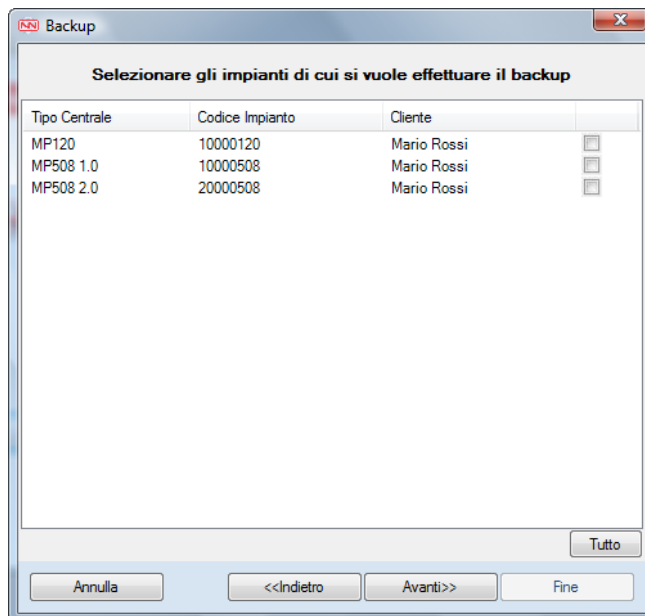 Backup
Selezionare gli impianti di cui si vuole effettuare il backup
Tipo Centrale Codice Impianto Cliente
MP120 10000120 Mario Rossi
MP508 1.0 10000508 Mario Rossi
MP508 2.0 20000508 Mario Rossi
Tutto
Annulla <<Indietro Avanti>> Fine